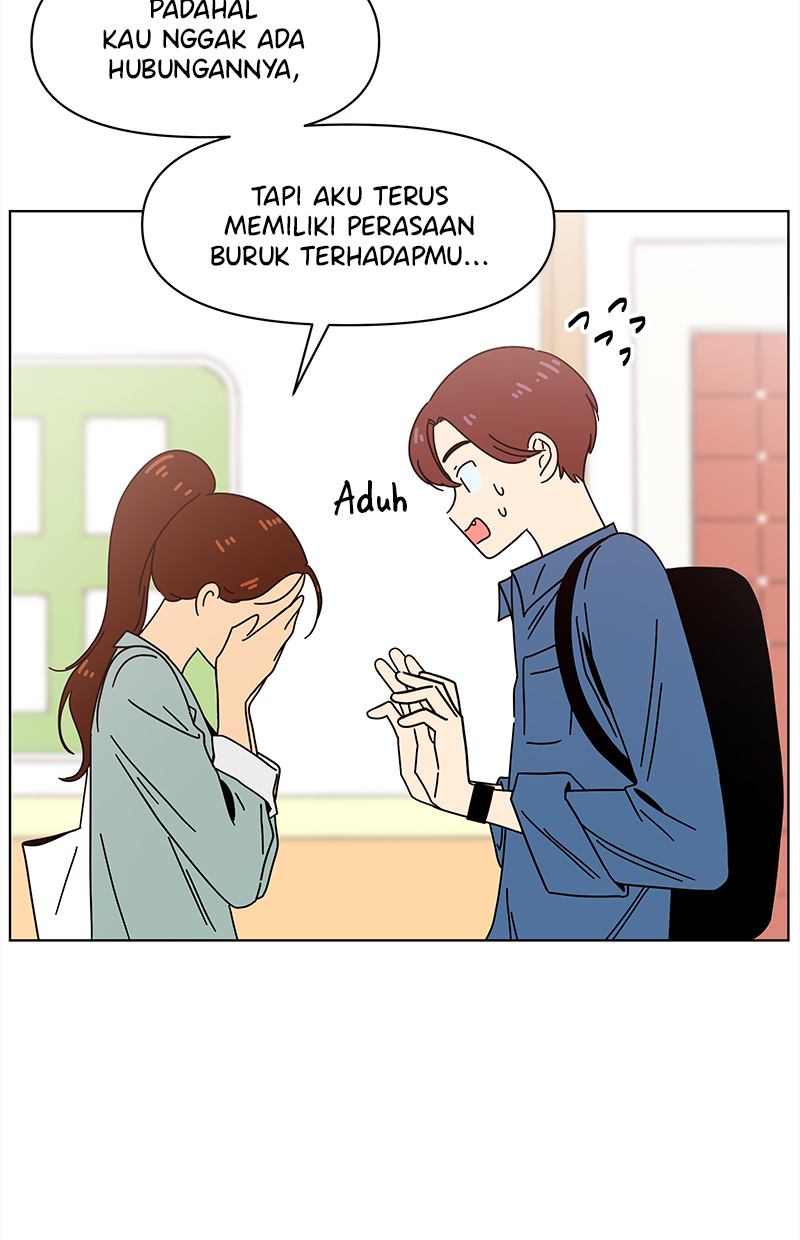 PADAHAL
KAU NGGAK ADA
HUBUNGANNYA,
TAPI AKU TERUS
MEMILIKI PERASAAN
BURUK TERHADAPMU...
Aduh